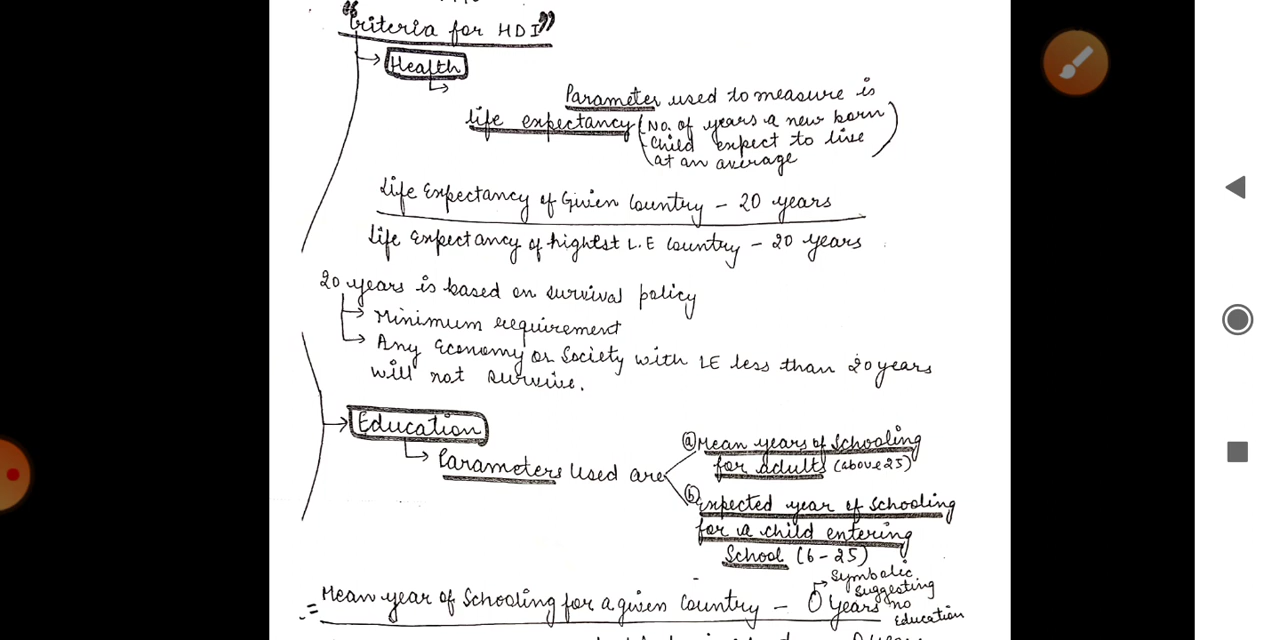 "Criteria for HDI"
Health
Parameter used to measure is
life expectancy (No. of years a new born
child expect to live
at an average)
Life Expectancy of Given Country - 20 years
Life Expectancy of highest L.E Country - 20 years
20 years is based on survival policy
Minimum requirement
Any Economy or Society with LE less than 20 years
will not survive.
Education
Parameters used are
(a) Mean years of Schooling
for adults (above 25)
(b) Expected year of Schooling
for a child entering
School (6-25)
Symbolic
suggesting
no
Education
= Mean year of Schooling for a given Country - 0 years